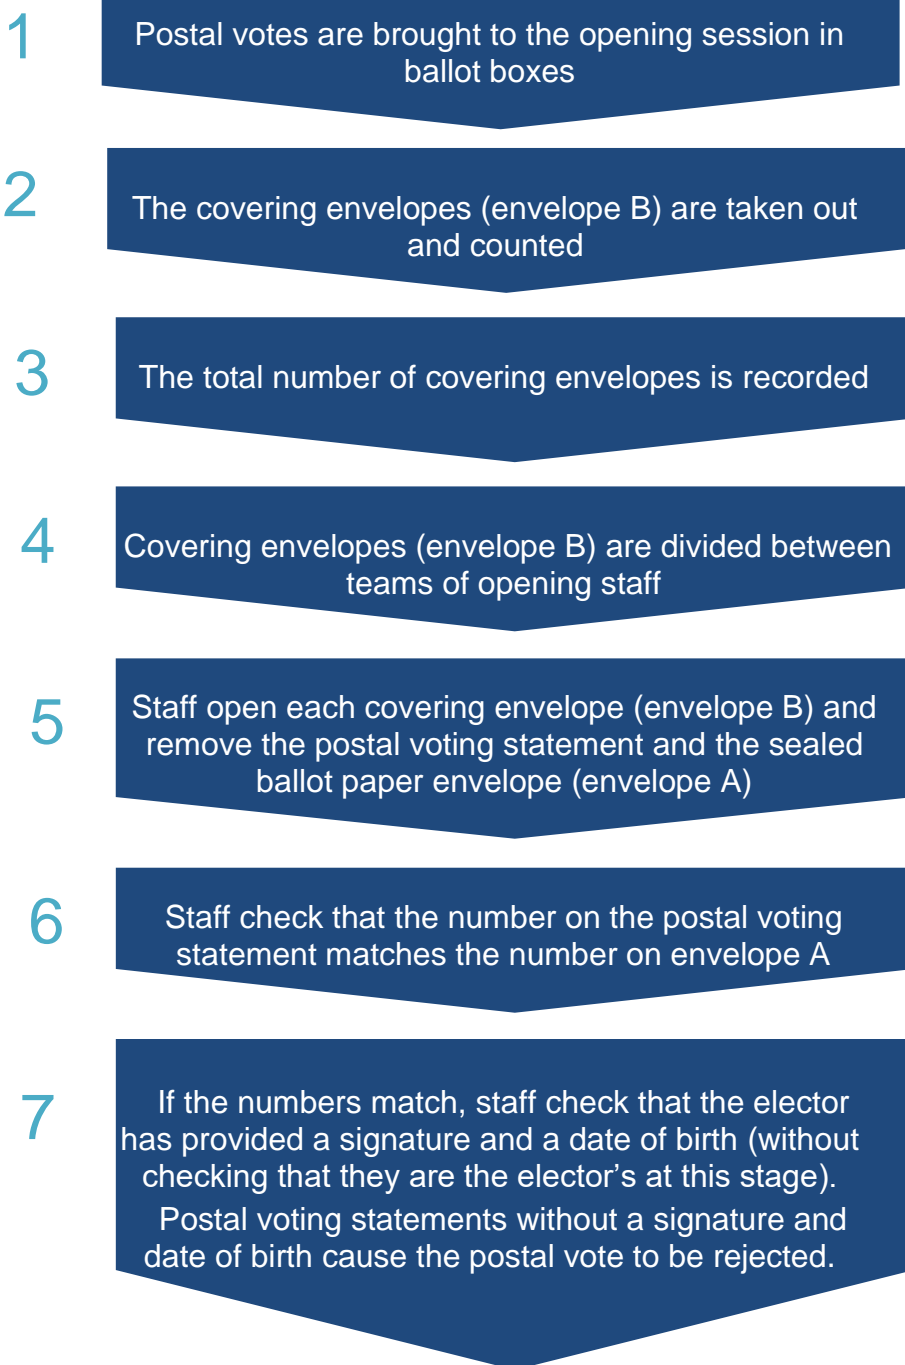 1
Postal votes are brought to the opening session in
ballot boxes
2
The covering envelopes (envelope B) are taken out
and counted
3
The total number of covering envelopes is recorded
4
Covering envelopes (envelope B) are divided between
teams of opening staff
5
Staff open each covering envelope (envelope B) and
remove the postal voting statement and the sealed
ballot paper envelope (envelope A)
6
Staff check that the number on the postal voting
statement matches the number on envelope A
7
If the numbers match, staff check that the elector
has provided a signature and a date of birth (without
checking that they are the elector’s at this stage).
Postal voting statements without a signature and
date of birth cause the postal vote to be rejected.